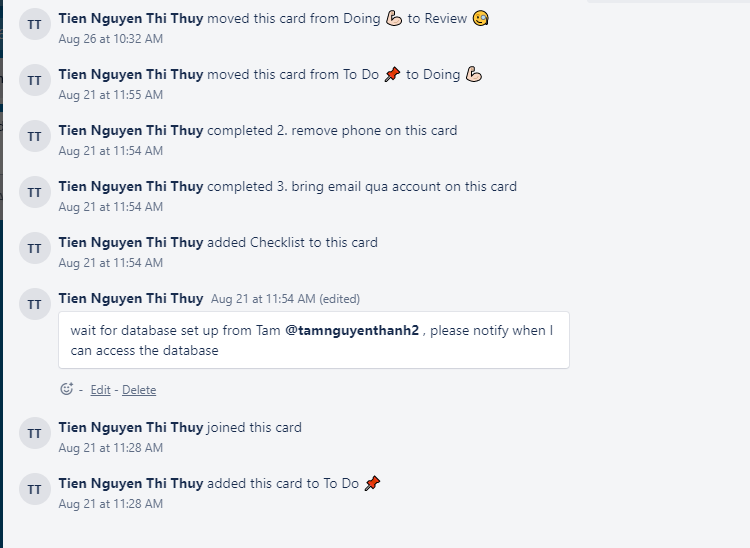 TT
Tien Nguyen Thi Thuy moved this card from Doing 💪🏻 to Review 🧐
Aug 26 at 10:32 AM
TT
Tien Nguyen Thi Thuy moved this card from To Do 📌 to Doing 💪🏻
Aug 21 at 11:55 AM
TT
Tien Nguyen Thi Thuy completed 2. remove phone on this card
Aug 21 at 11:54 AM
TT
Tien Nguyen Thi Thuy completed 3. bring email qua account on this card
Aug 21 at 11:54 AM
TT
Tien Nguyen Thi Thuy added Checklist to this card
Aug 21 at 11:54 AM
TT
Tien Nguyen Thi Thuy Aug 21 at 11:54 AM (edited)
wait for database set up from Tam @tamnguyenthanh2 , please notify when I
can access the database
- Edit - Delete
TT
Tien Nguyen Thi Thuy joined this card
Aug 21 at 11:28 AM
TT
Tien Nguyen Thi Thuy added this card to To Do 📌
Aug 21 at 11:28 AM